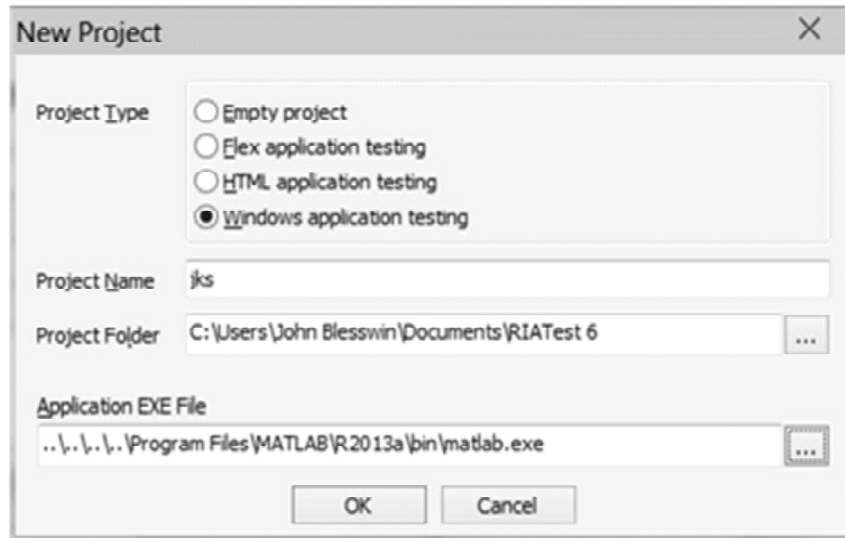 New Project
Project Type
Empty project
Flex application testing
HTML application testing
Windows application testing
Project Name jks
Project Folder C:\Users\John Blesswin\Documents\RIATest 6 ...
Application EXE File
..\..\..\..\Program Files\MATLAB\R2013a\bin\matlab.exe ...
OK Cancel